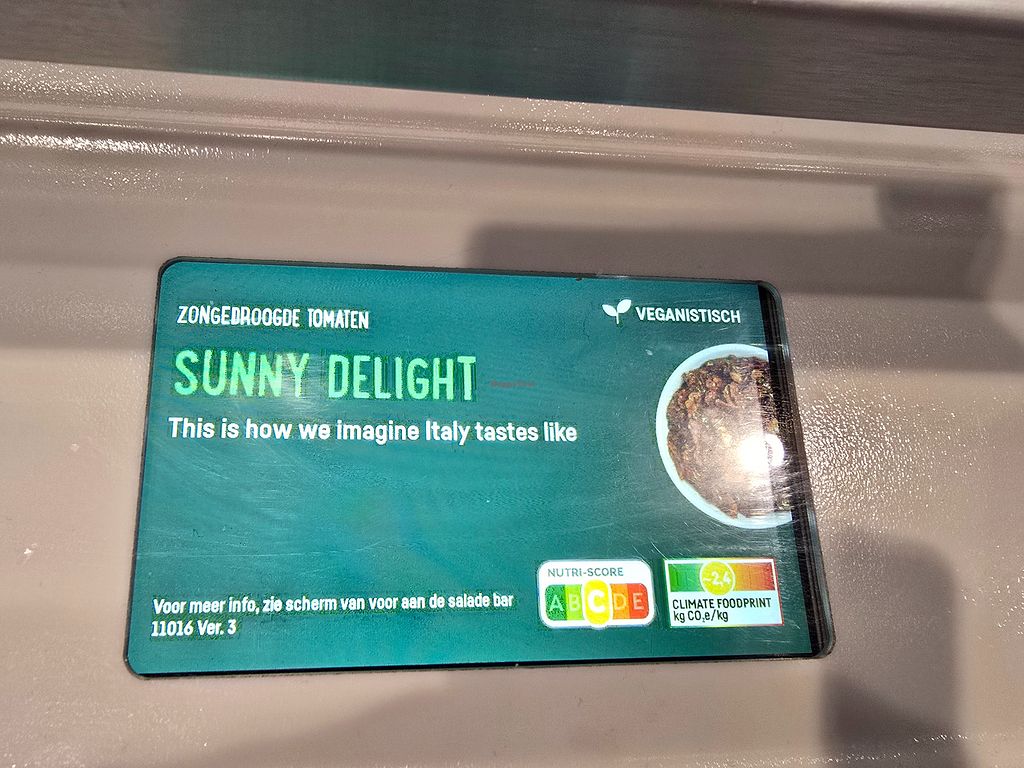 ZONGEDROOGDE TOMATEN
VEGANISTISCH
SUNNY DELIGHT
This is how we imagine Italy tastes like
NUTRI-SCORE
A B C D E
~2,4
CLIMATE FOODPRINT
kg CO₂e/kg
Voor meer info, zie scherm van voor aan de salade bar
11016 Ver. 3